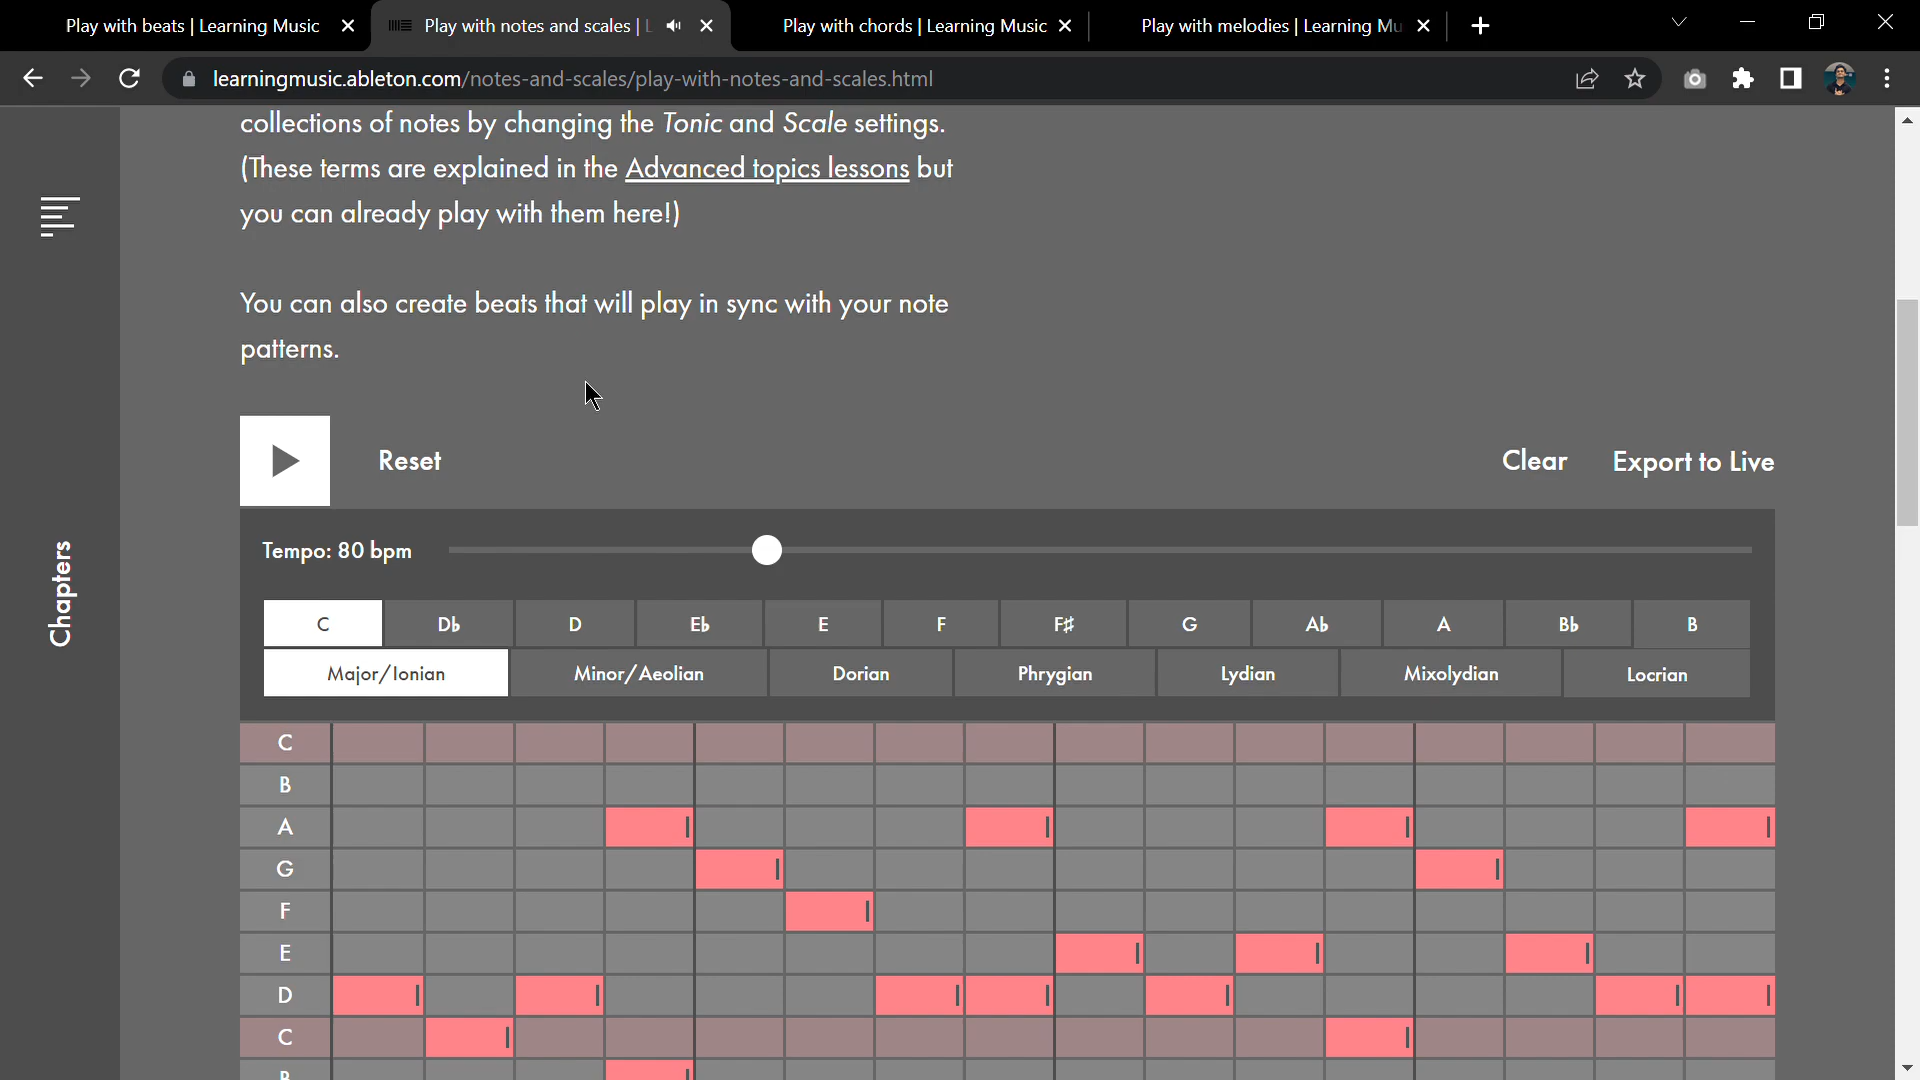 Play with beats | Learning Music
Play with notes and scales | L
Play with chords | Learning Music
Play with melodies | Learning Mu
learningmusic.ableton.com/notes-and-scales/play-with-notes-and-scales.html
Chapters
collections of notes by changing the Tonic and Scale settings.
(These terms are explained in the Advanced topics lessons but
you can already play with them here!)
You can also create beats that will play in sync with your note
patterns.
Reset
Clear
Export to Live
Tempo: 80 bpm
C D♭ D E♭ E F F♯ G A♭ A B♭ B
Major/Ionian Minor/Aeolian Dorian Phrygian Lydian Mixolydian Locrian
C
B
A
G
F
E
D
C
B